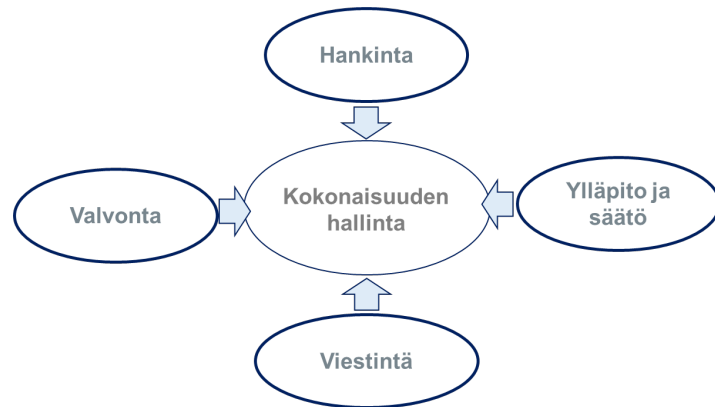 Hankinta
Valvonta
Kokonaisuuden
hallinta
Ylläpito ja
säätö
Viestintä